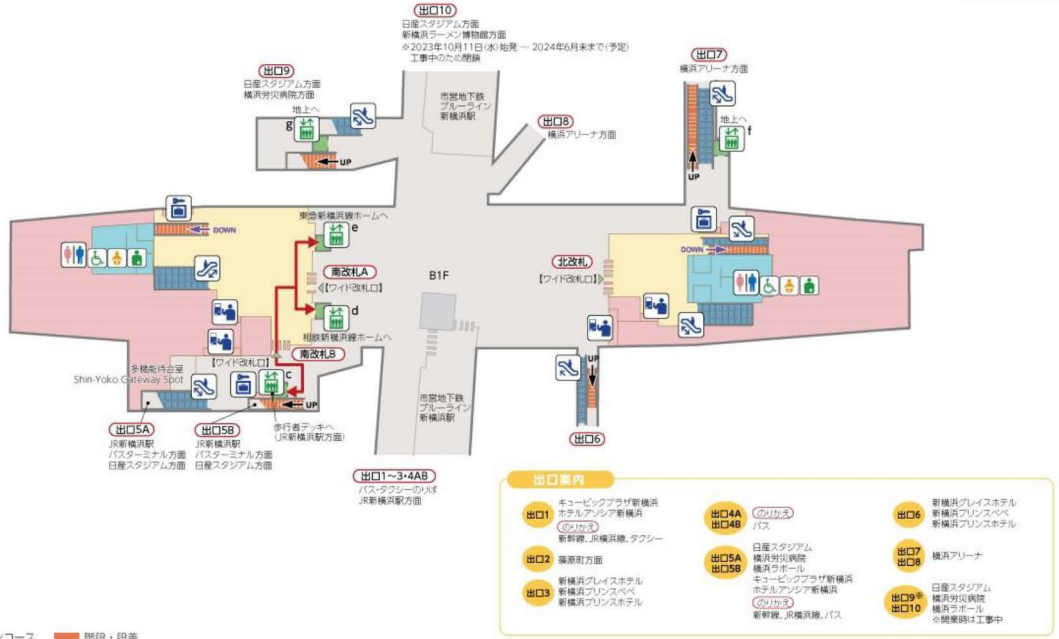 出口10
日産スタジアム方面
新横浜ラーメン博物館方面
※2023年10月11日(水)始発 ～ 2024年6月末まで(予定)
工事中のため閉鎖
出口9
日産スタジアム方面
横浜労災病院方面
地上へ
g
UP
市営地下鉄
ブルーライン
新横浜駅
出口8
横浜アリーナ方面
出口7
横浜アリーナ方面
地上へ
f
UP
DOWN
東急新横浜線ホームへ
e
南改札A
【ワイド改札口】
d
相鉄新横浜線ホームへ
南改札B
【ワイド改札口】
B1F
北改札
【ワイド改札口】
DOWN
多機能待合室
Shin-Yoko Gateway Spot
c
UP
歩行者デッキへ
(JR新横浜駅方面)
出口5A
JR新横浜駅
バスターミナル方面
日産スタジアム方面
出口5B
JR新横浜駅
バスターミナル方面
日産スタジアム方面
市営地下鉄
ブルーライン
新横浜駅
出口1～3・4AB
バス・タクシーのりば
JR新横浜駅方面
UP
出口6
出口案内
出口1
キュービックプラザ新横浜
ホテルアソシア新横浜
のりかえ
新幹線、JR横浜線、タクシー
出口2
篠原町方面
出口3
新横浜グレイスホテル
新横浜プリンスペペ
新横浜プリンスホテル
出口4A
出口4B
のりかえ
バス
出口5A
出口5B
日産スタジアム
横浜労災病院
横浜ラポール
キュービックプラザ新横浜
ホテルアソシア新横浜
のりかえ
新幹線、JR横浜線、バス
出口6
新横浜グレイスホテル
新横浜プリンスペペ
新横浜プリンスホテル
出口7
出口8
横浜アリーナ
出口9※
出口10
日産スタジアム
横浜労災病院
横浜ラポール
※開業時は工事中
コース
階段・段差